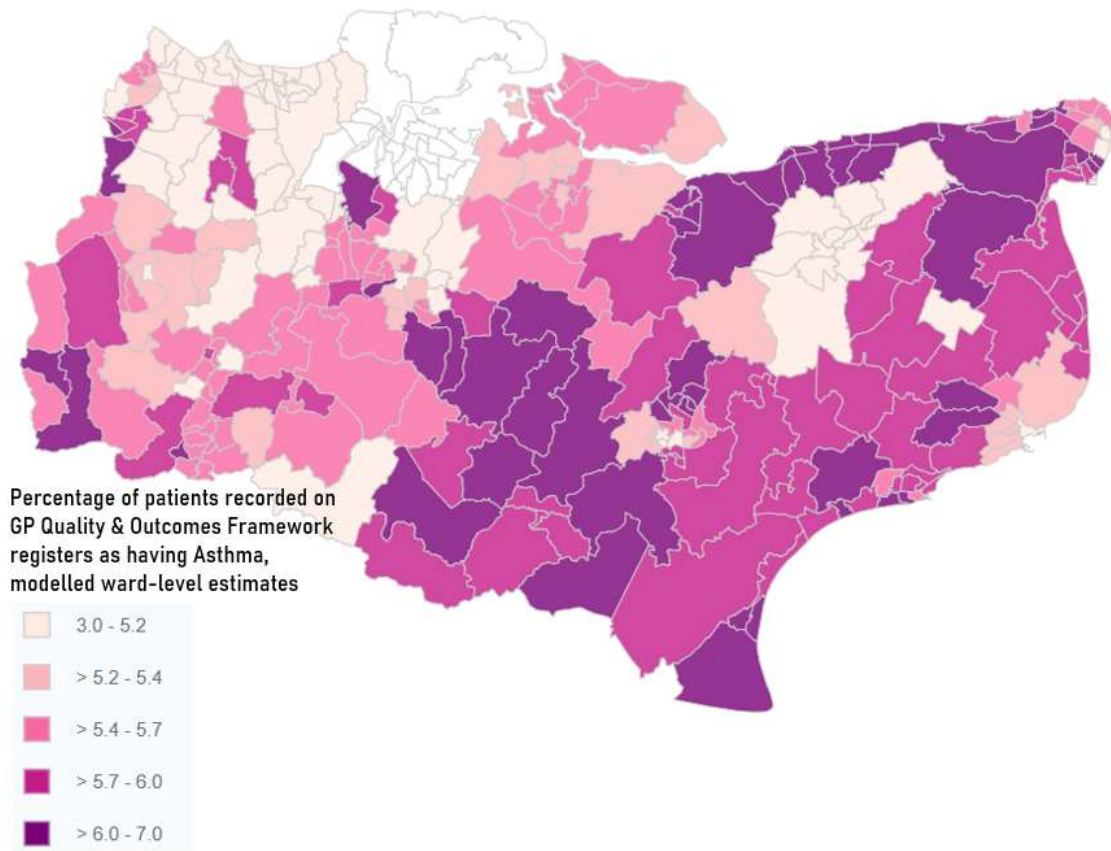 Percentage of patients recorded on
GP Quality & Outcomes Framework
registers as having Asthma,
modelled ward-level estimates
3.0 - 5.2
> 5.2 - 5.4
> 5.4 - 5.7
> 5.7 - 6.0
> 6.0 - 7.0